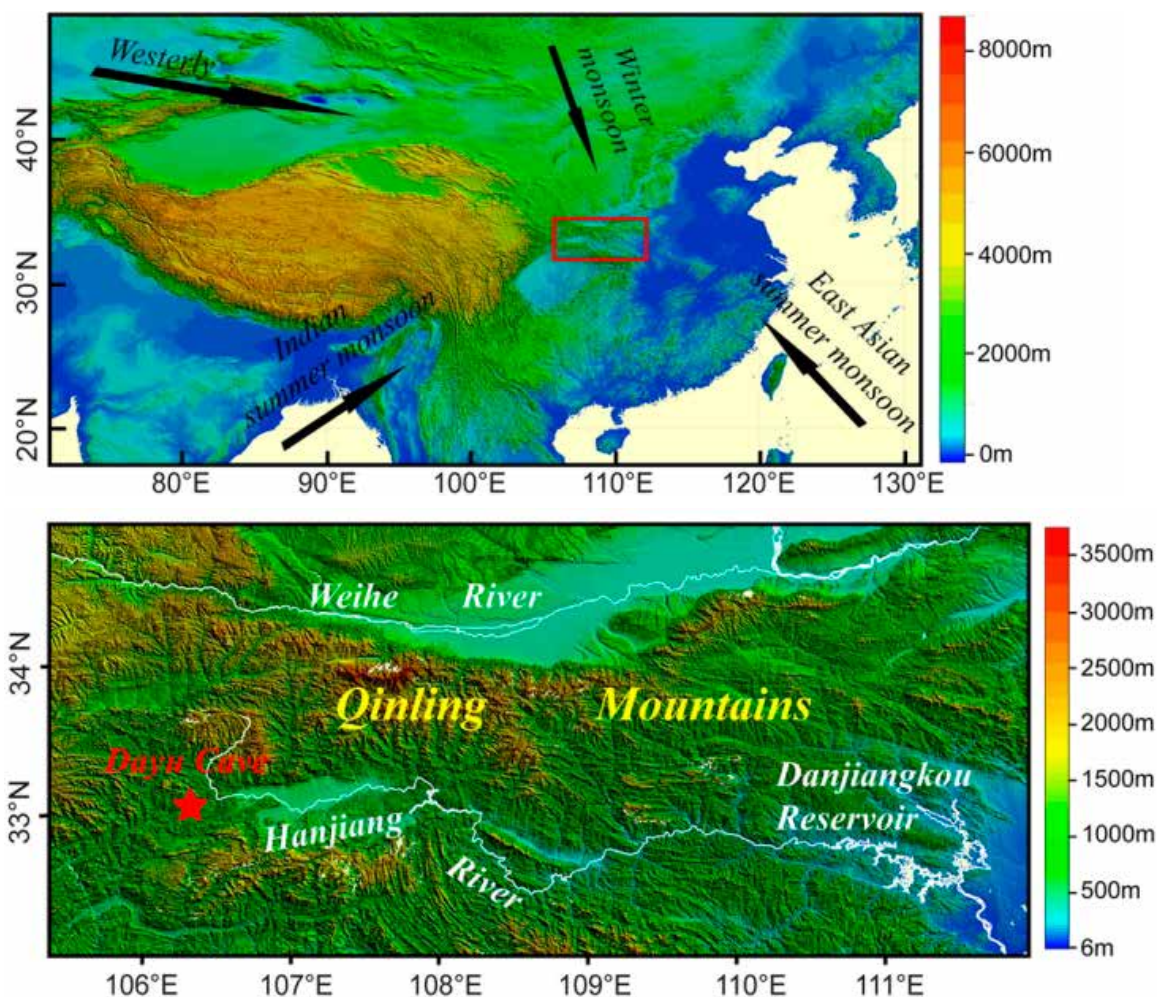 Westerly
Winter
monsoon
Indian
summer monsoon
East Asian
summer monsoon
40°N
30°N
20°N
80°E
90°E
100°E
110°E
120°E
130°E
8000m
6000m
4000m
2000m
0m
Weihe River
Qinling Mountains
Dayu Cave
Hanjiang
River
Danjiangkou
Reservoir
34°N
33°N
106°E
107°E
108°E
109°E
110°E
111°E
3500m
3000m
2500m
2000m
1500m
1000m
500m
6m